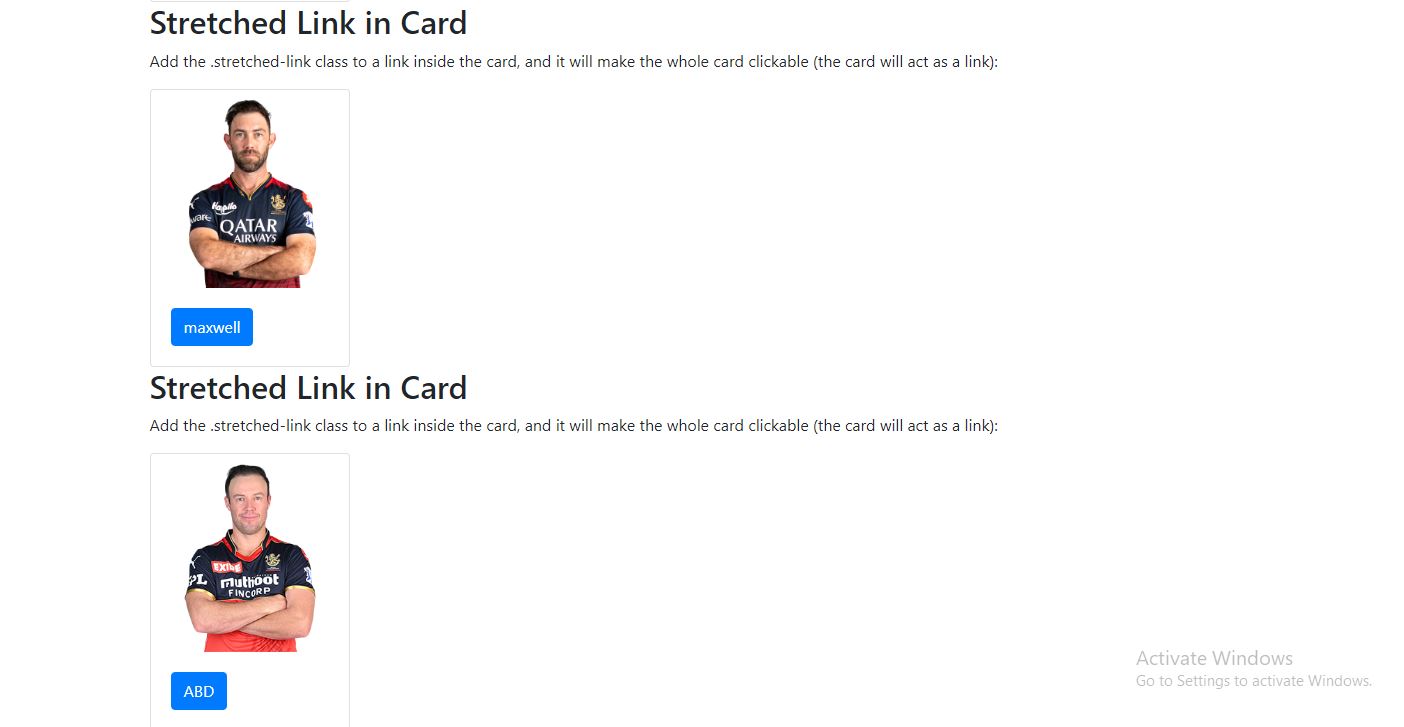 Stretched Link in Card
Add the .stretched-link class to a link inside the card, and it will make the whole card clickable (the card will act as a link):
ware
QATAR
AIRWAYS
maxwell
Stretched Link in Card
Add the .stretched-link class to a link inside the card, and it will make the whole card clickable (the card will act as a link):
EXIDE
PL
muthoot
FINCORP
ABD
Activate Windows
Go to Settings to activate Windows.